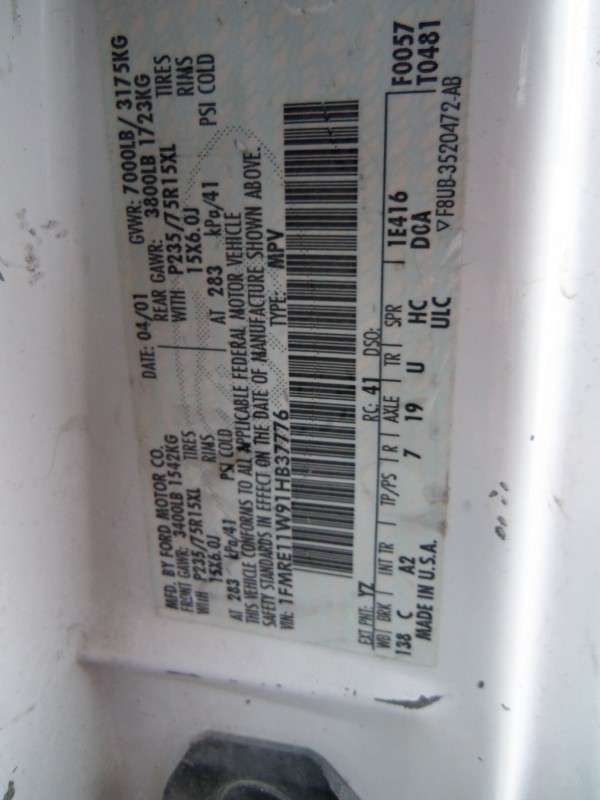 MFD. BY FORD MOTOR CO.
DATE: 04/01 GVWR: 7000LB/ 3175KG
FRONT GAWR: 3400LB 1542KG REAR GAWR: 3800LB 1723KG
WITH P235/75R15XL TIRES WITH P235/75R15XL TIRES
15X6.0J RIMS 15X6.0J RIMS
AT 283 kPa/41 PSI COLD AT 283 kPa/41 PSI COLD
THIS VEHICLE CONFORMS TO ALL APPLICABLE FEDERAL MOTOR VEHICLE
SAFETY STANDARDS IN EFFECT ON THE DATE OF MANUFACTURE SHOWN ABOVE.
VIN: 1FMRE11W91HB37776 TYPE: MPV
EXT PNT: YZ RC: 41 DSO:
WB BRK INT TR TP/PS R AXLE TR SPR F0057
138 C A2 7 19 U HC 1E416 T0481
ULC DOA
MADE IN U.S.A. ▽F8UB-3520472-AB